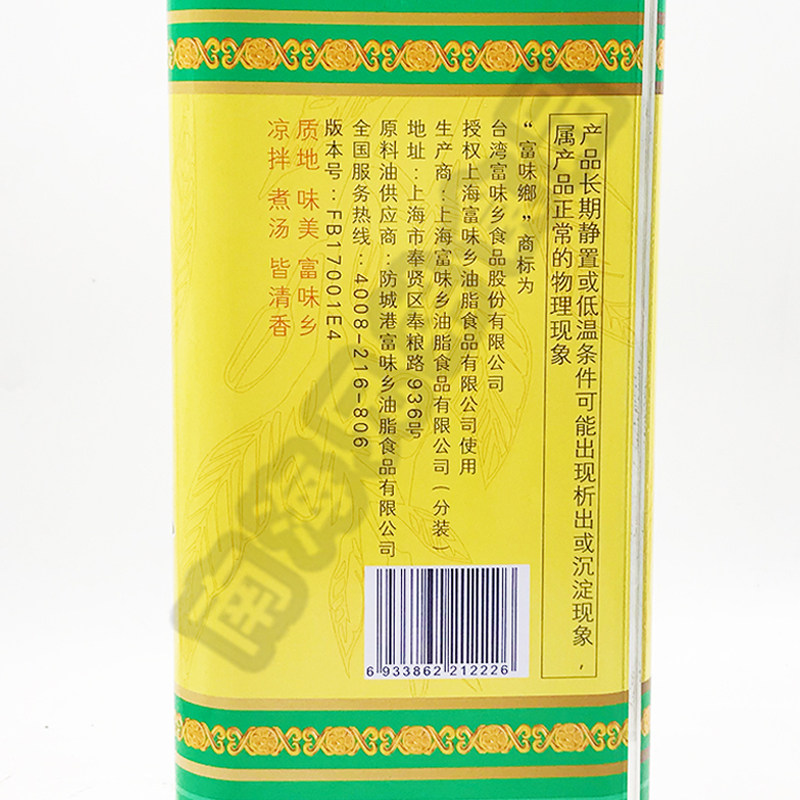 产品长期静置或低温条件可能出现析出或沉淀现象，
属产品正常的物理现象
“富味鄉”商标为
台湾富味乡食品股份有限公司
授权上海富味乡油脂食品有限公司使用
生产商：上海富味乡油脂食品有限公司（分装）
地址：上海市奉贤区奉粮路936号
原料油供应商：防城港富味乡油脂食品有限公司
全国服务热线：4008-216-806
版本号：FB17001E4
质地 味美 富味乡
凉拌 煮汤 皆清香
6 933862 212226